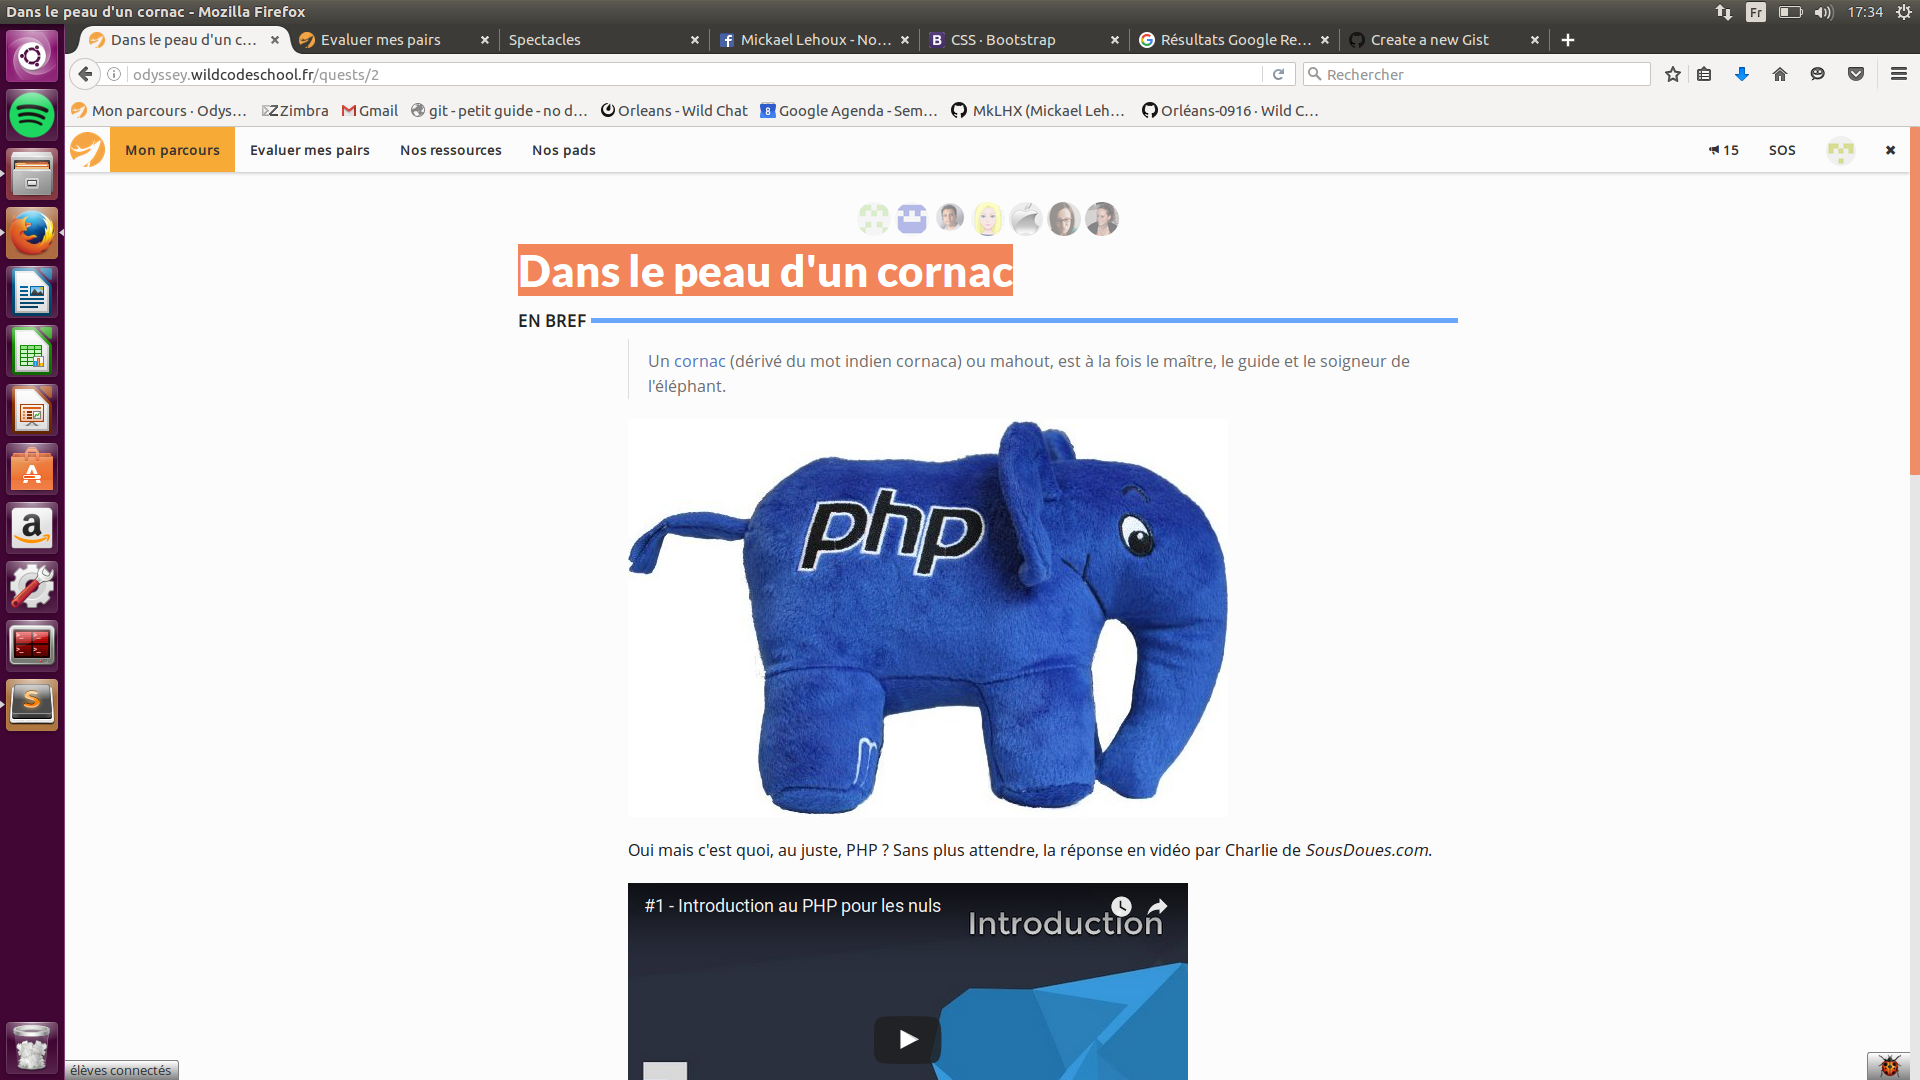 Dans le peau d'un cornac - Mozilla Firefox
Fr
17:34
Dans le peau d'un c...
Evaluer mes pairs
Spectacles
Mickael Lehoux - No...
CSS · Bootstrap
Résultats Google Re...
Create a new Gist
odyssey.wildcodeschool.fr/quests/2
Rechercher
Mon parcours · Odys...
Zimbra
Gmail
git - petit guide - no d...
Orleans - Wild Chat
8 Google Agenda - Sem...
MkLHX (Mickael Leh...
Orléans-0916 · Wild C...
Mon parcours
Evaluer mes pairs
Nos ressources
Nos pads
15
SOS
Dans le peau d'un cornac
EN BREF
Un cornac (dérivé du mot indien cornaca) ou mahout, est à la fois le maître, le guide et le soigneur de
l'éléphant.
php
Oui mais c'est quoi, au juste, PHP ? Sans plus attendre, la réponse en vidéo par Charlie de SousDoues.com.
#1 - Introduction au PHP pour les nuls
Introduction
élèves connectés